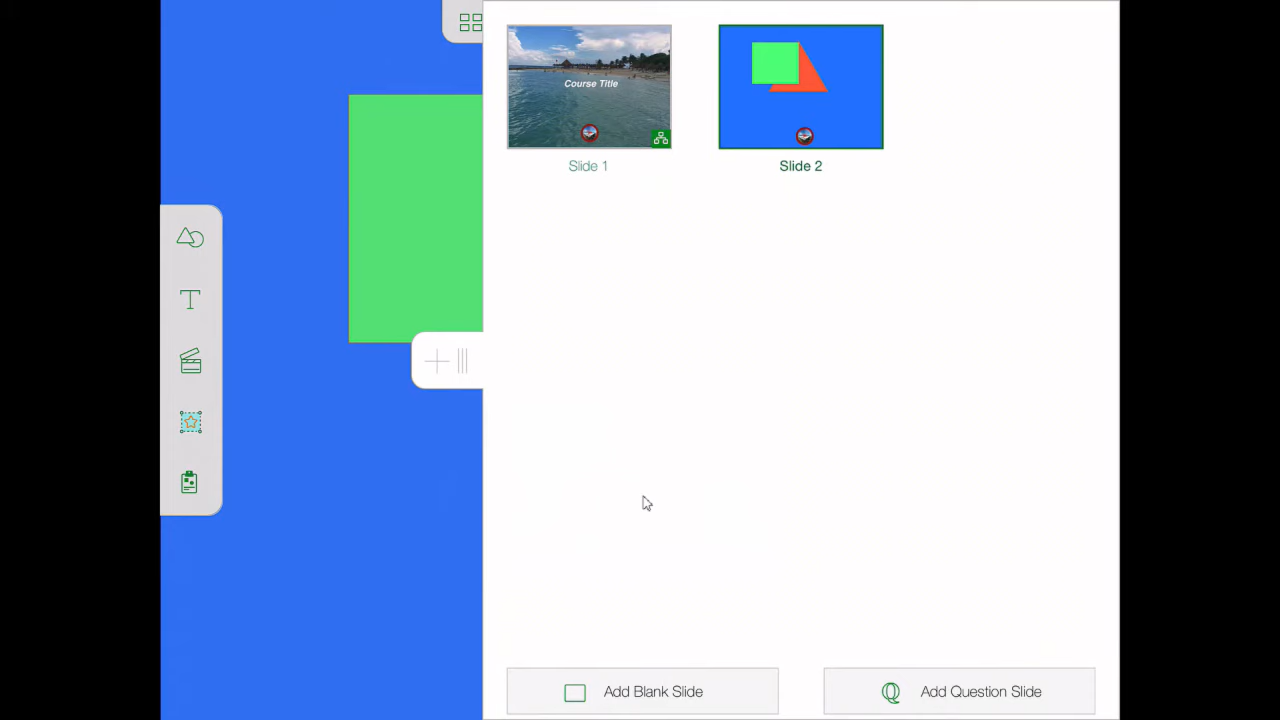 Course Title
Slide 1
Slide 2
T
Add Blank Slide
Add Question Slide